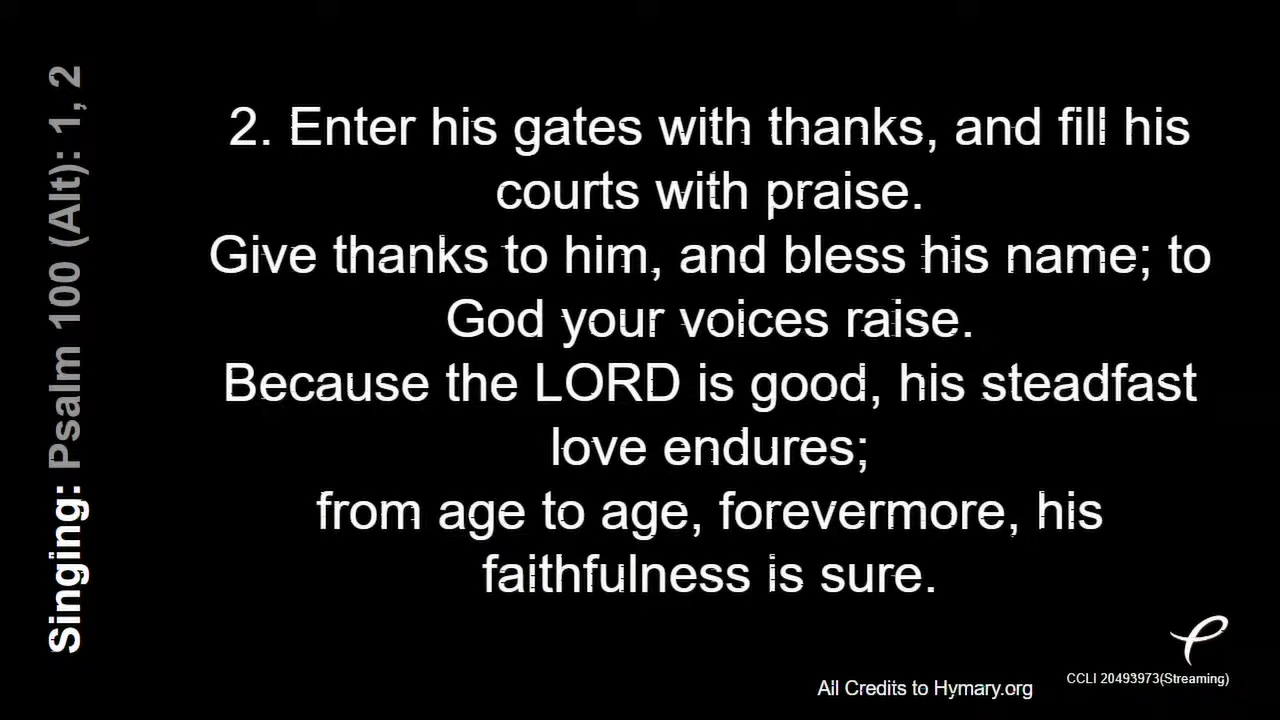 Singing: Psalm 100 (Alt): 1, 2
2. Enter his gates with thanks, and fill his
courts with praise.
Give thanks to him, and bless his name; to
God your voices raise.
Because the LORD is good, his steadfast
love endures;
from age to age, forevermore, his
faithfulness is sure.
All Credits to Hymary.org
CCLI 20493973(Streaming)